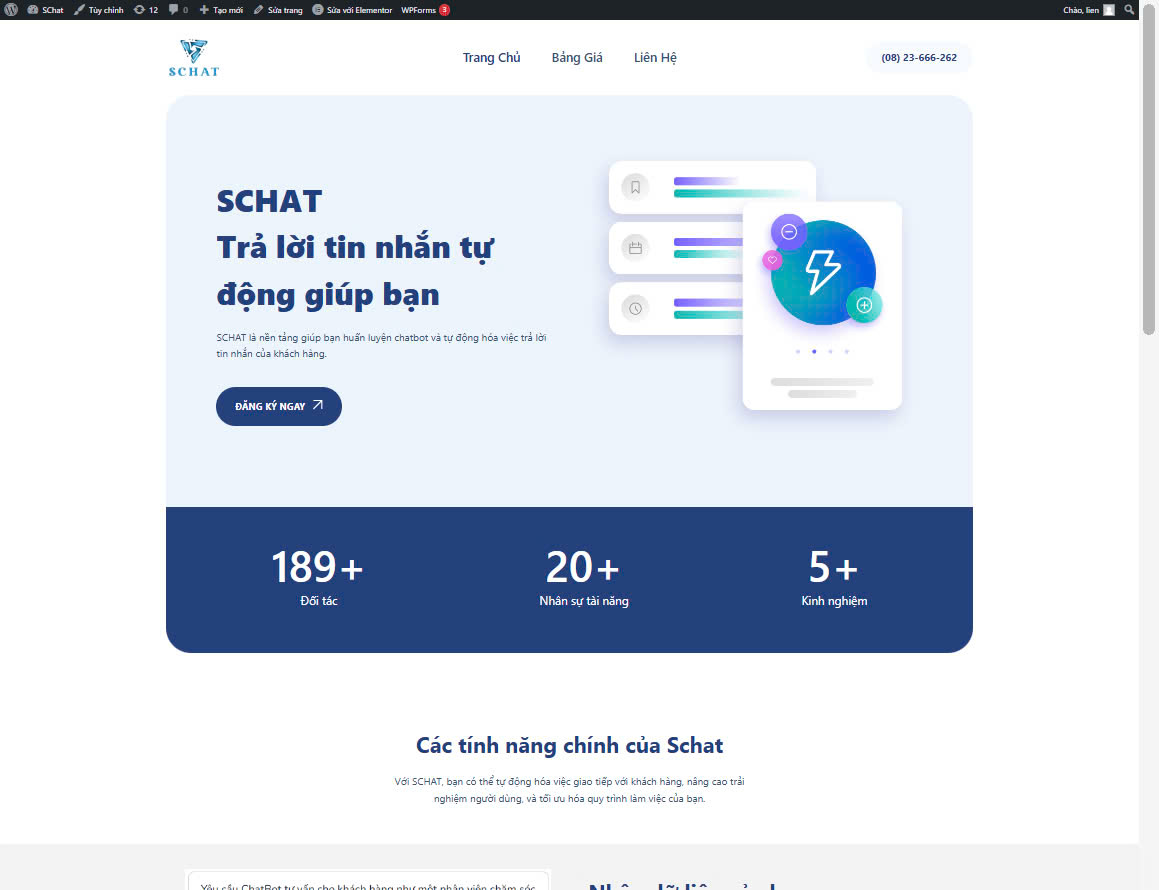 SChat Tùy chỉnh 12 0 Tạo mới Sửa trang Sửa với Elementor WPForms 3 Chào, lien
SCHAT
Trang Chủ Bảng Giá Liên Hệ
(08) 23-666-262
SCHAT
Trả lời tin nhắn tự
động giúp bạn
SCHAT là nền tảng giúp bạn huấn luyện chatbot và tự động hóa việc trả lời
tin nhắn của khách hàng.
ĐĂNG KÝ NGAY
189+ 20+ 5+
Đối tác Nhân sự tài năng Kinh nghiệm
Các tính năng chính của Schat
Với SCHAT, bạn có thể tự động hóa việc giao tiếp với khách hàng, nâng cao trải
nghiệm người dùng, và tối ưu hóa quy trình làm việc của bạn.
Yêu cầu ChatBot tư vấn cho khách hàng như một nhân viên chăm sóc